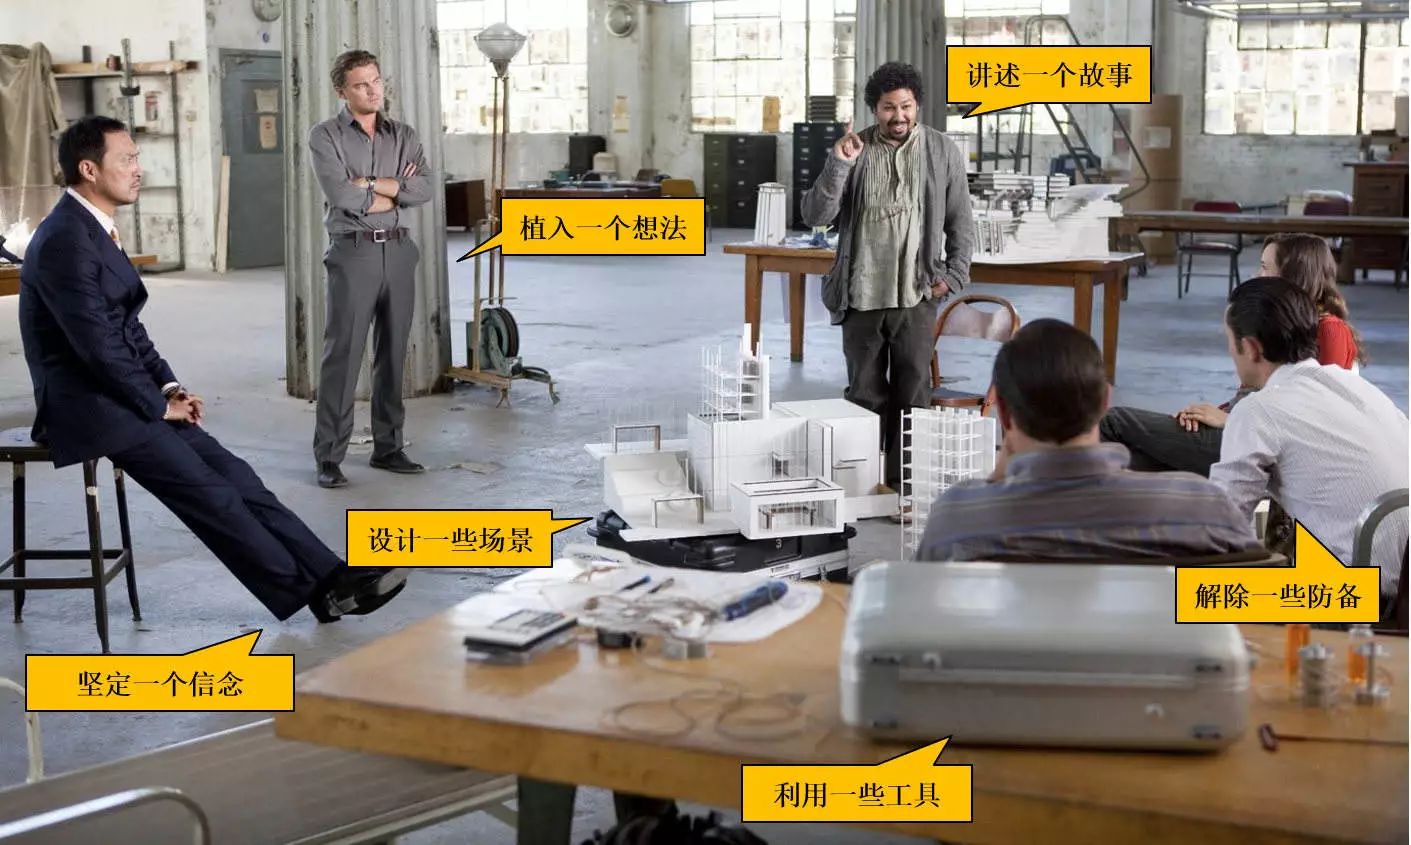 讲述一个故事
植入一个想法
设计一些场景
解除一些防备
坚定一个信念
利用一些工具